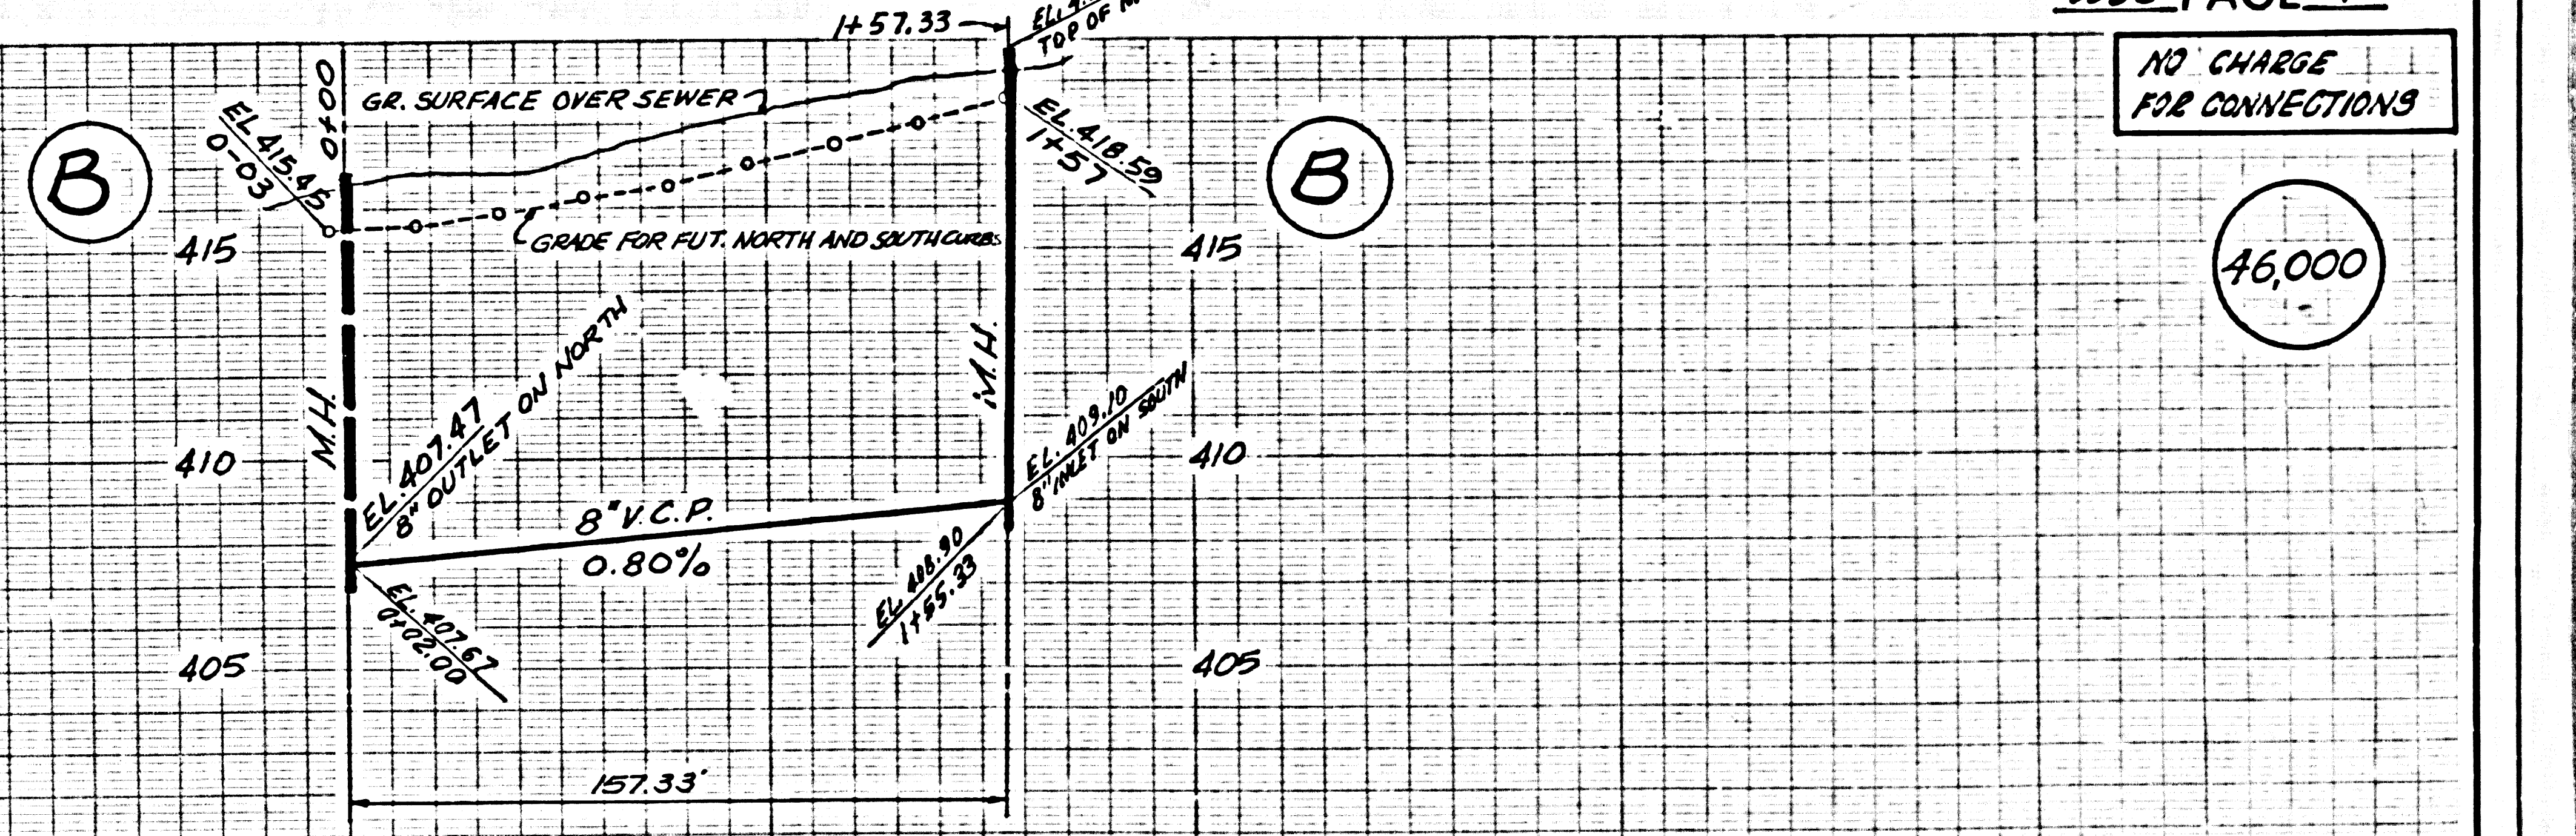 1+57.33
TOP OF
PAGE
NO CHARGE
FOR CONNECTIONS
0+00
GR. SURFACE OVER SEWER
EL 415.45
0-03
B
EL. 418.59
1+57
B
415
GRADE FOR FUT. NORTH AND SOUTH CURBS
415
46,000
M.H.
M.H.
EL. 407.47
8" OUTLET ON NORTH
EL. 409.10
8" INLET ON SOUTH
410
410
8" V.C.P.
0.80%
EL. 407.67
0+02.00
EL 408.90
1+55.33
405
405
157.33'